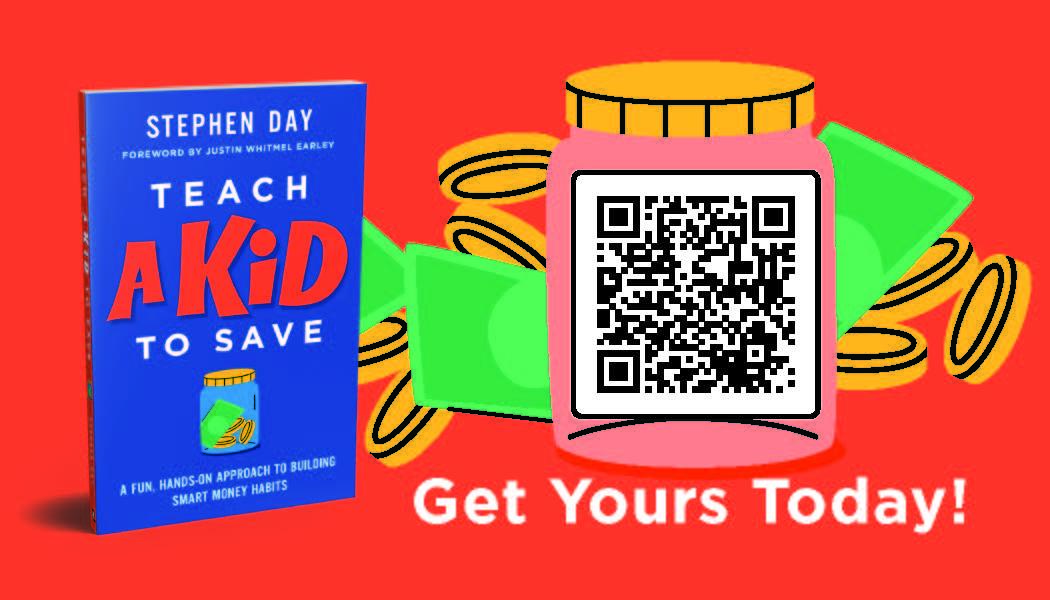 STEPHEN DAY
FOREWORD BY JUSTIN WHITMEL EARLEY
TEACH
A KiD
TO SAVE
A FUN, HANDS-ON APPROACH TO BUILDING
SMART MONEY HABITS
Get Yours Today!